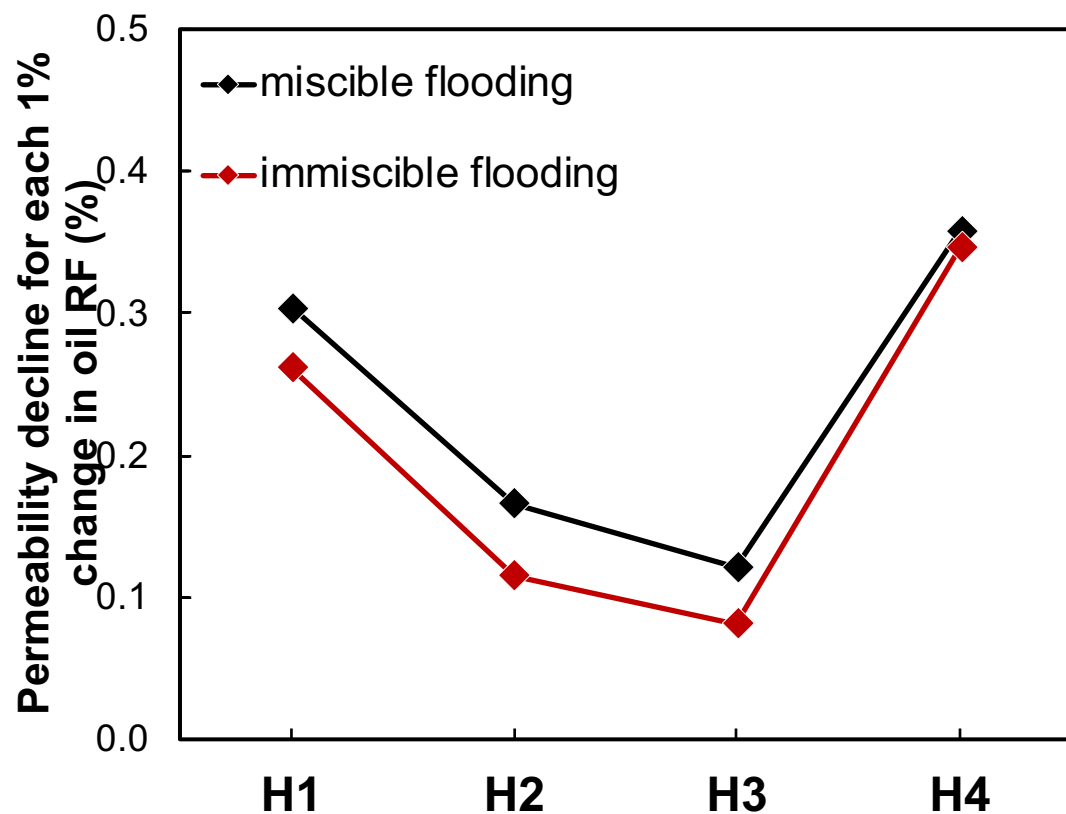 Permeability decline for each 1%
change in oil RF (%)
0.5
0.4
0.3
0.2
0.1
0.0
miscible flooding
immiscible flooding
H1
H2
H3
H4